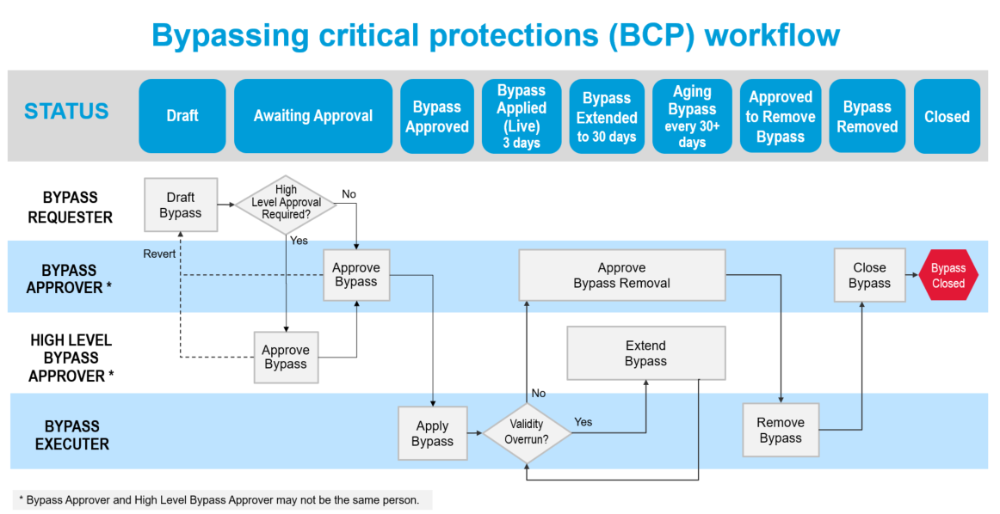 Bypassing critical protections (BCP) workflow
STATUS
Draft
Awaiting Approval
Bypass
Approved
Bypass
Applied
(Live)
3 days
Bypass
Extended
to 30 days
Aging
Bypass
every 30+
days
Approved
to Remove
Bypass
Bypass
Removed
Closed
BYPASS
REQUESTER
Draft
Bypass
High
Level Approval
Required?
No
Yes
Revert
BYPASS
APPROVER *
Approve
Bypass
Approve
Bypass Removal
Close
Bypass
Bypass
Closed
HIGH LEVEL
BYPASS
APPROVER *
Approve
Bypass
Extend
Bypass
No
BYPASS
EXECUTER
Apply
Bypass
Validity
Overrun?
Yes
Remove
Bypass
* Bypass Approver and High Level Bypass Approver may not be the same person.